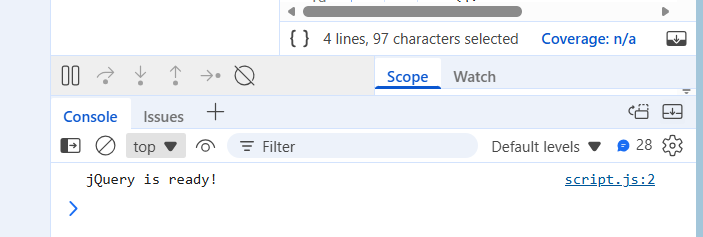 { } 4 lines, 97 characters selected Coverage: n/a
Scope Watch
Console Issues
top Filter Default levels 28
jQuery is ready! script.js:2